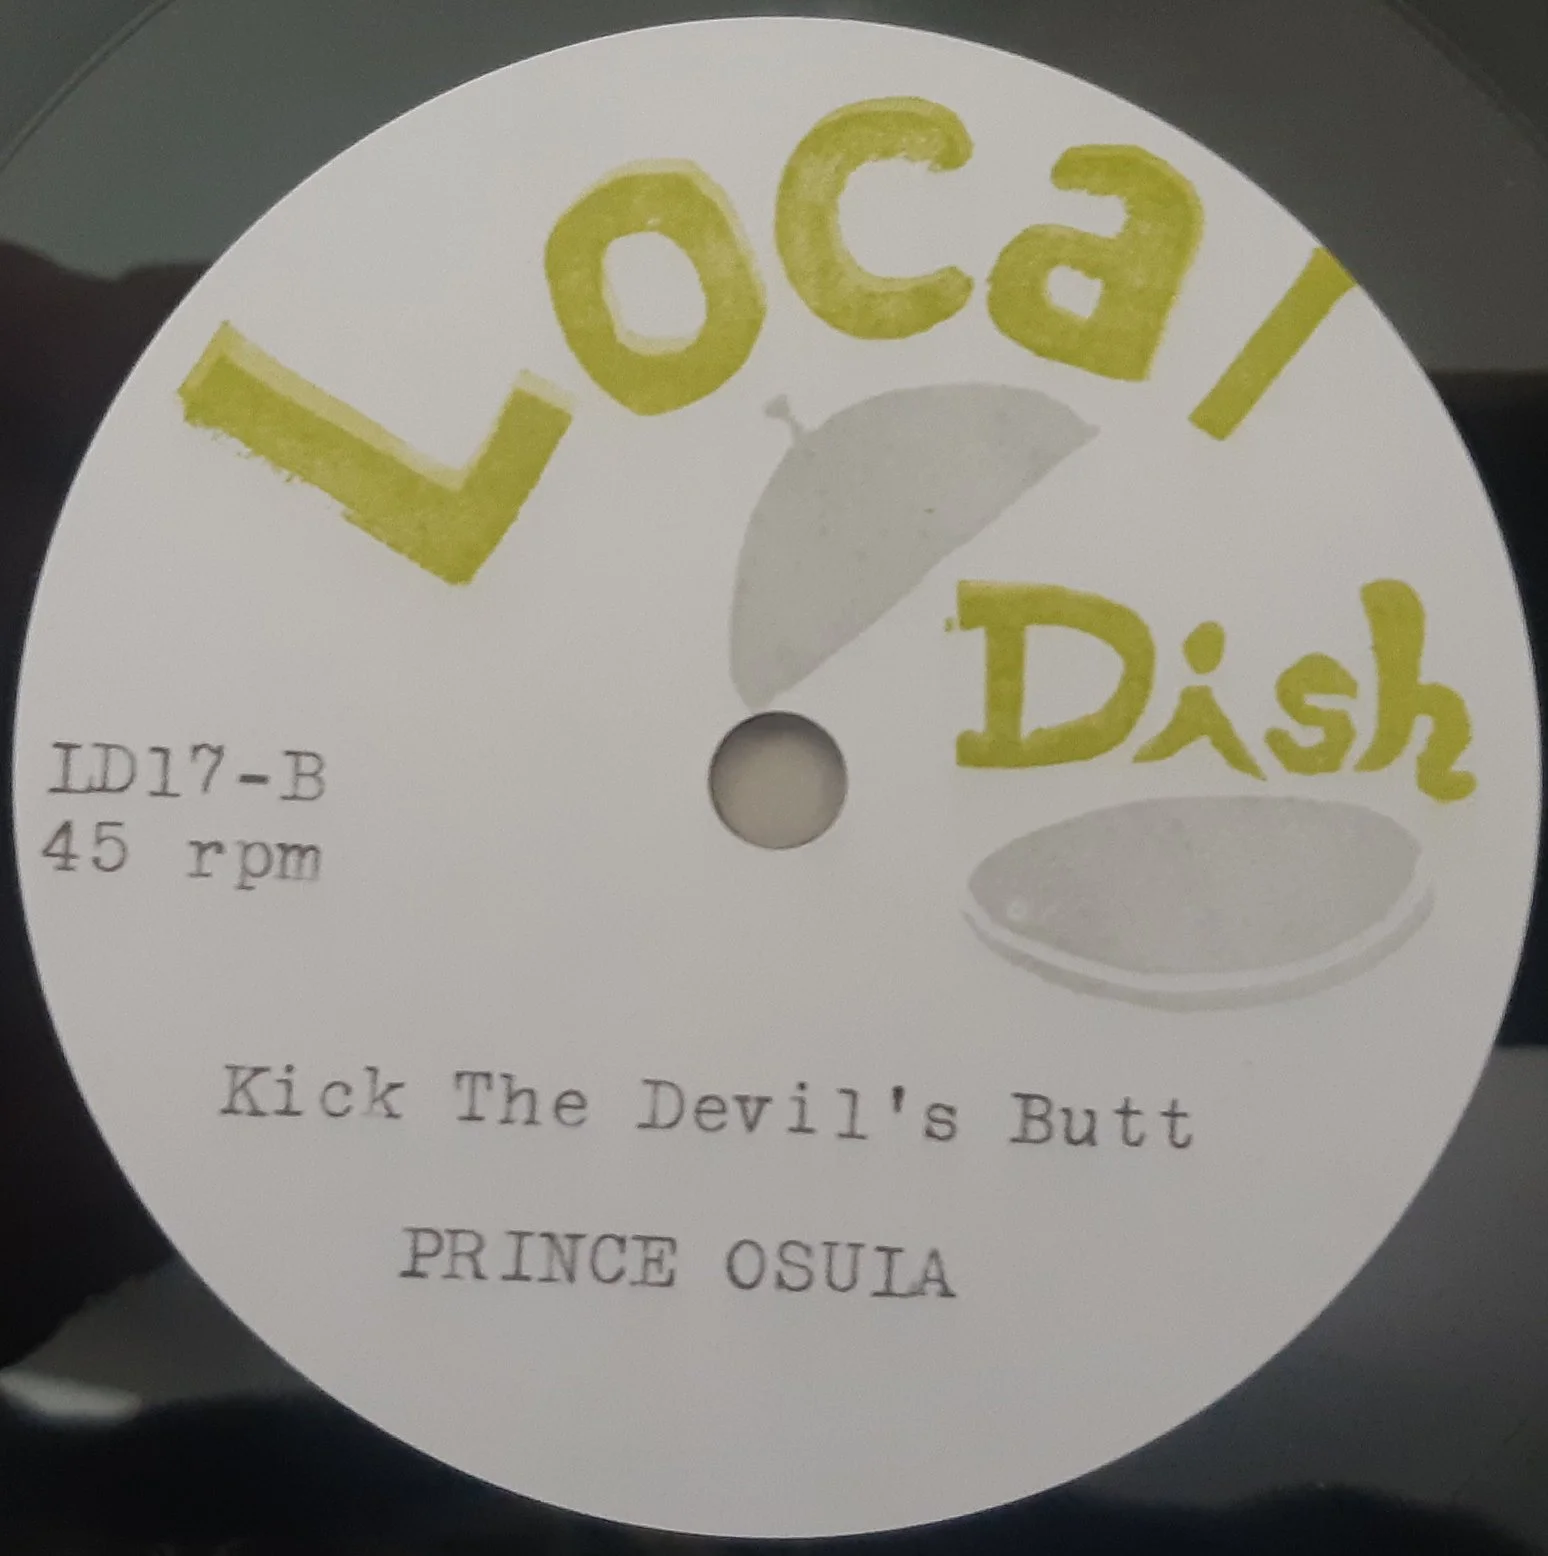 Local
Dish
LD17-B
45 rpm
Kick The Devil's Butt
PRINCE OSUIA